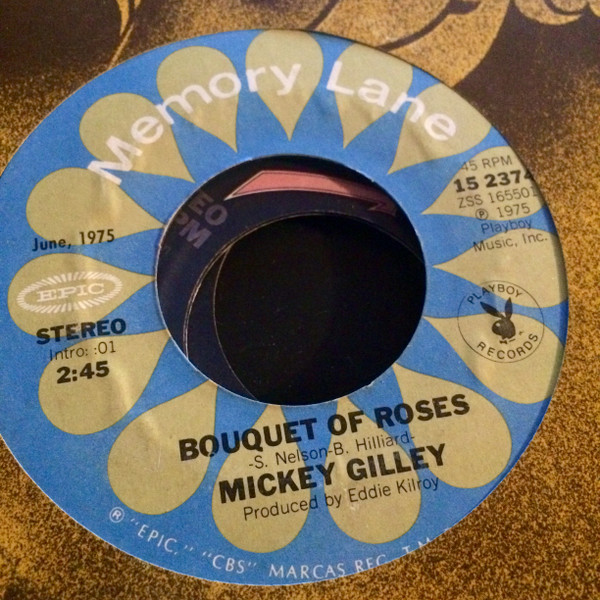 Memory Lane
45 RPM
15 2374
ZSS 165501
℗ 1975
Playboy
Music, Inc.
June, 1975
EPIC
STEREO
Intro: :01
2:45
PLAYBOY
RECORDS
BOUQUET OF ROSES
-S. Nelson-B. Hilliard-
MICKEY GILLEY
Produced by Eddie Kilroy
® "EPIC," "CBS" MARCAS REG. T.M.